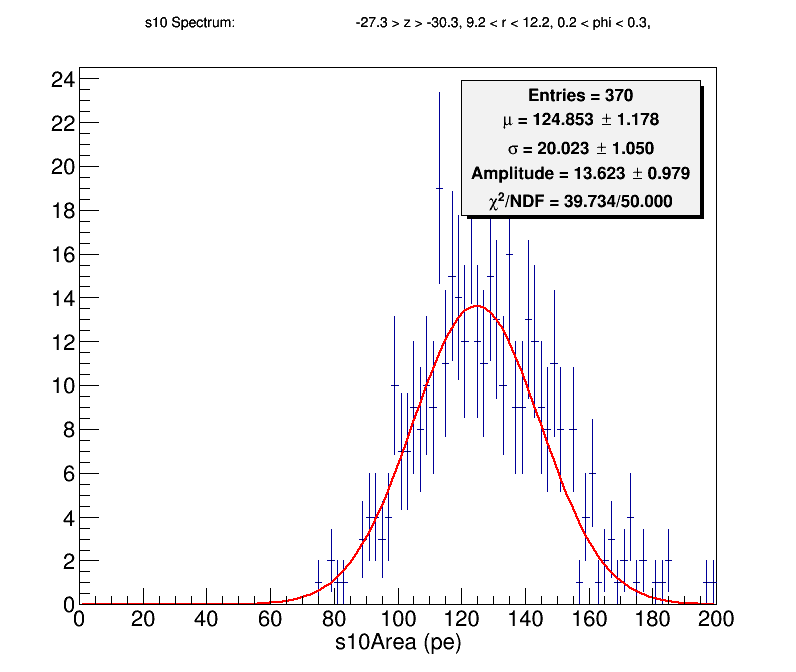 s10 Spectrum: -27.3 > z > -30.3, 9.2 < r < 12.2, 0.2 < phi < 0.3,
Entries = 370
μ = 124.853 ± 1.178
σ = 20.023 ± 1.050
Amplitude = 13.623 ± 0.979
χ²/NDF = 39.734/50.000
24
22
20
18
16
14
12
10
8
6
4
2
0
0 20 40 60 80 100 120 140 160 180 200
s10Area (pe)